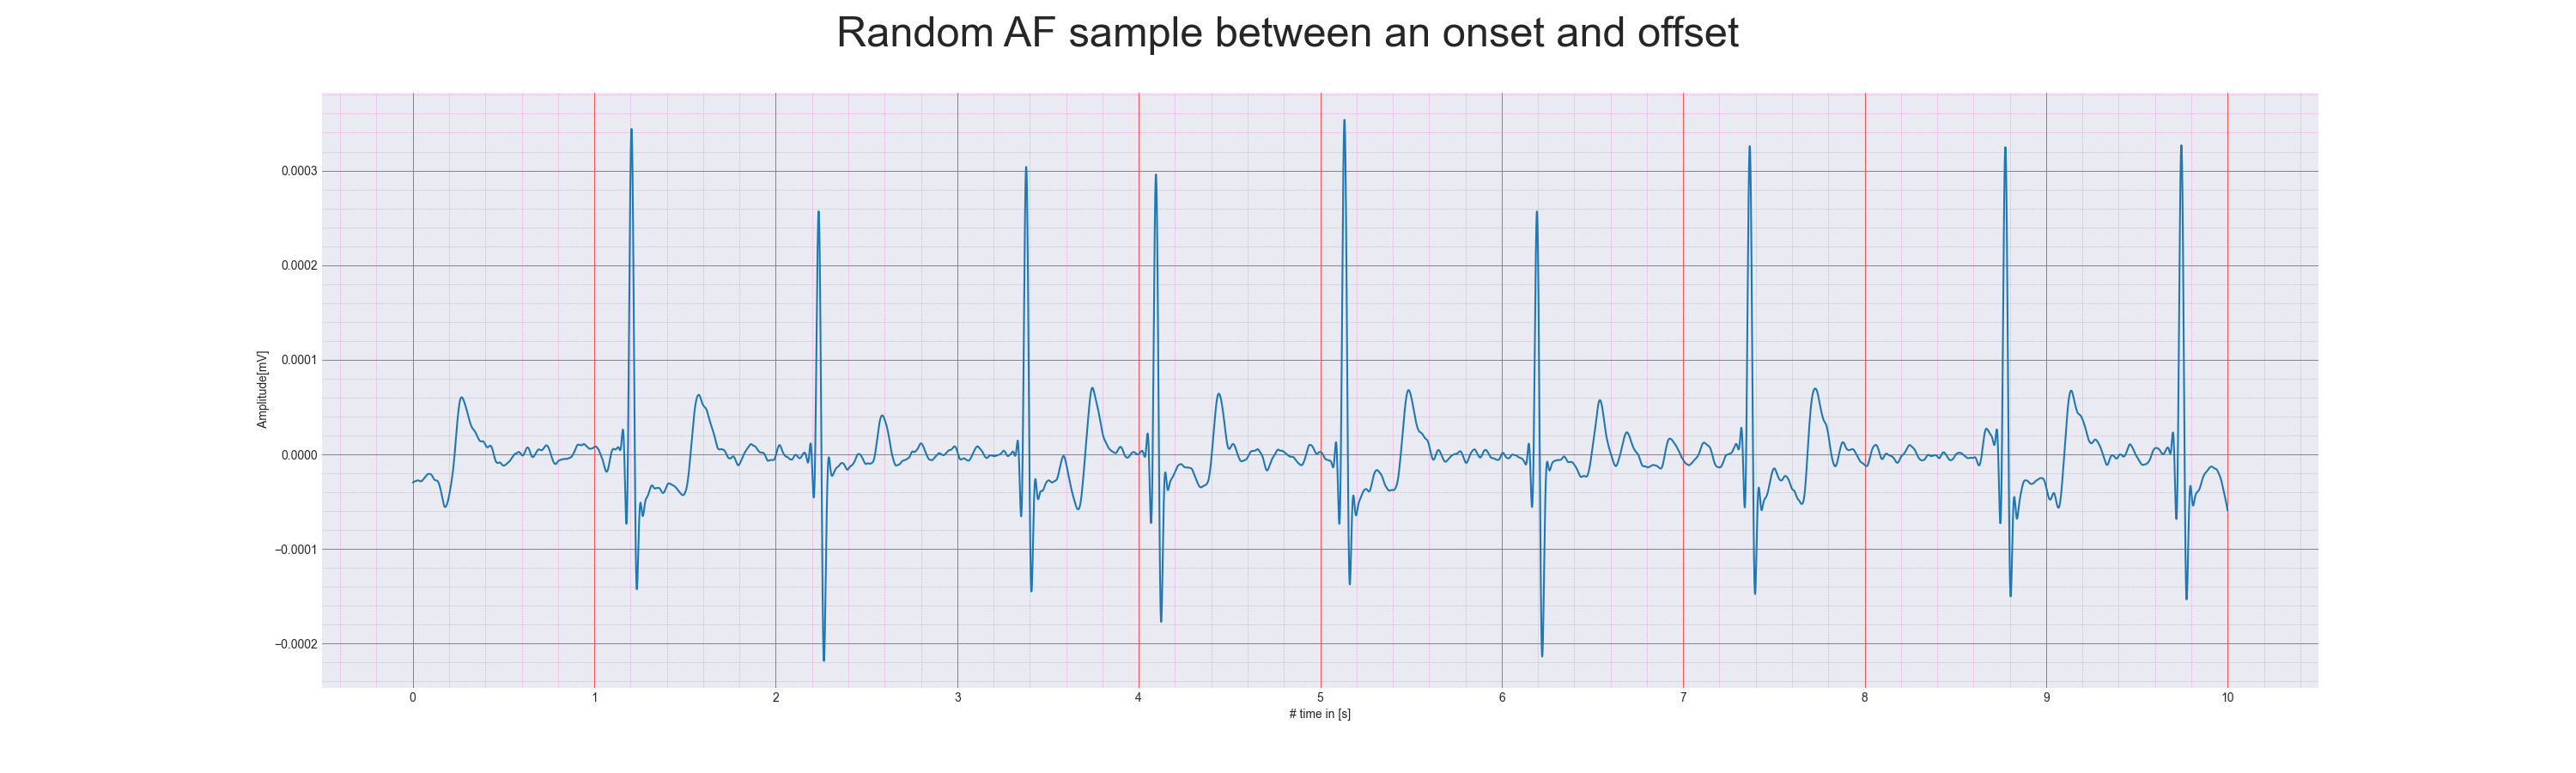 Random AF sample between an onset and offset
0.0003
0.0002
0.0001
0.0000
−0.0001
−0.0002
Amplitude[mV]
0 1 2 3 4 5 6 7 8 9 10
# time in [s]